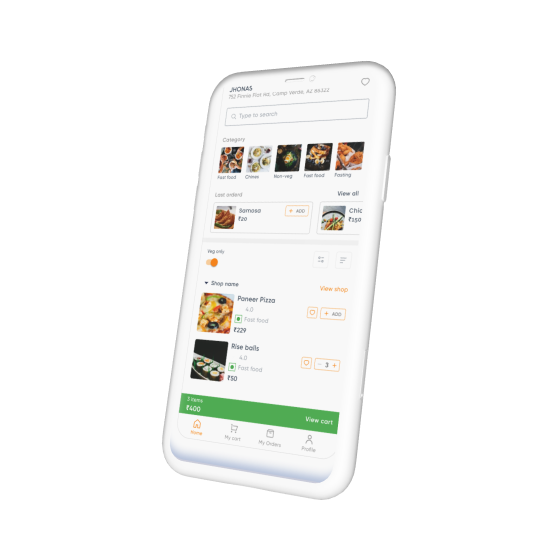 JHONAS
752 Finnie Flat Rd, Camp Verde, AZ 86322
Type to search
Category
Fast food Chines Non-veg Fast food Fasting
Last orderd View all
Samosa + ADD Chic
₹20 ₹150
Veg only
Shop name View shop
Paneer Pizza
4.0 + ADD
Fast food
₹229
Rise balls
4.0 − 3 +
Fast food
₹50
3 items
₹400 View cart
Home My cart My Orders Profile